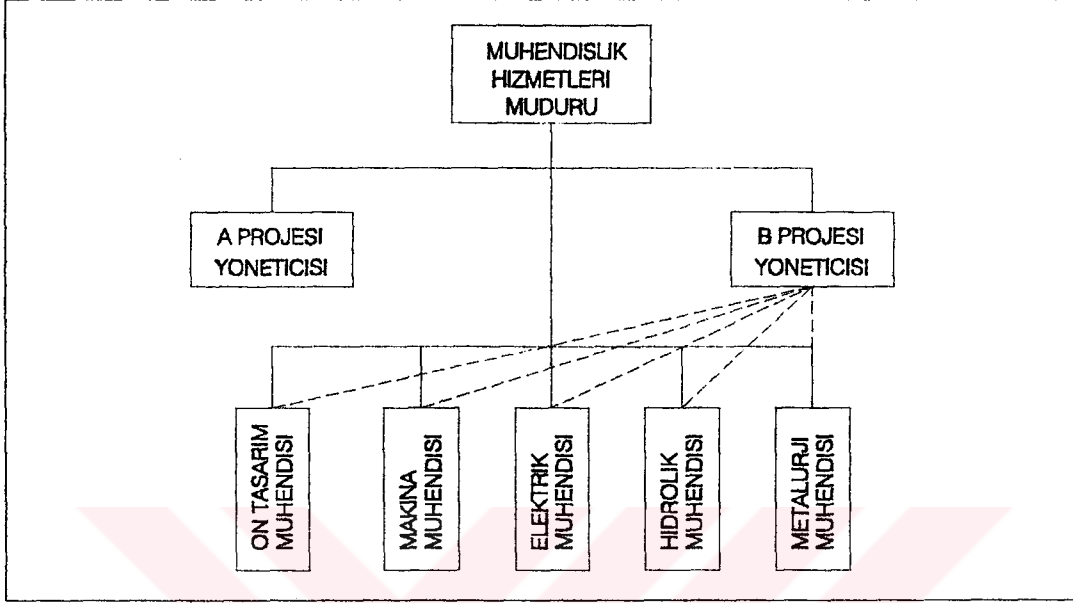 MUHENDISLIK
HIZMETLERI
MUDURU
A PROJESI
YONETICISI
B PROJESI
YONETICISI
ON TASARIM
MUHENDISI
MAKINA
MUHENDISI
ELEKTRIK
MUHENDISI
HIDROLIK
MUHENDISI
METALURJI
MUHENDISI